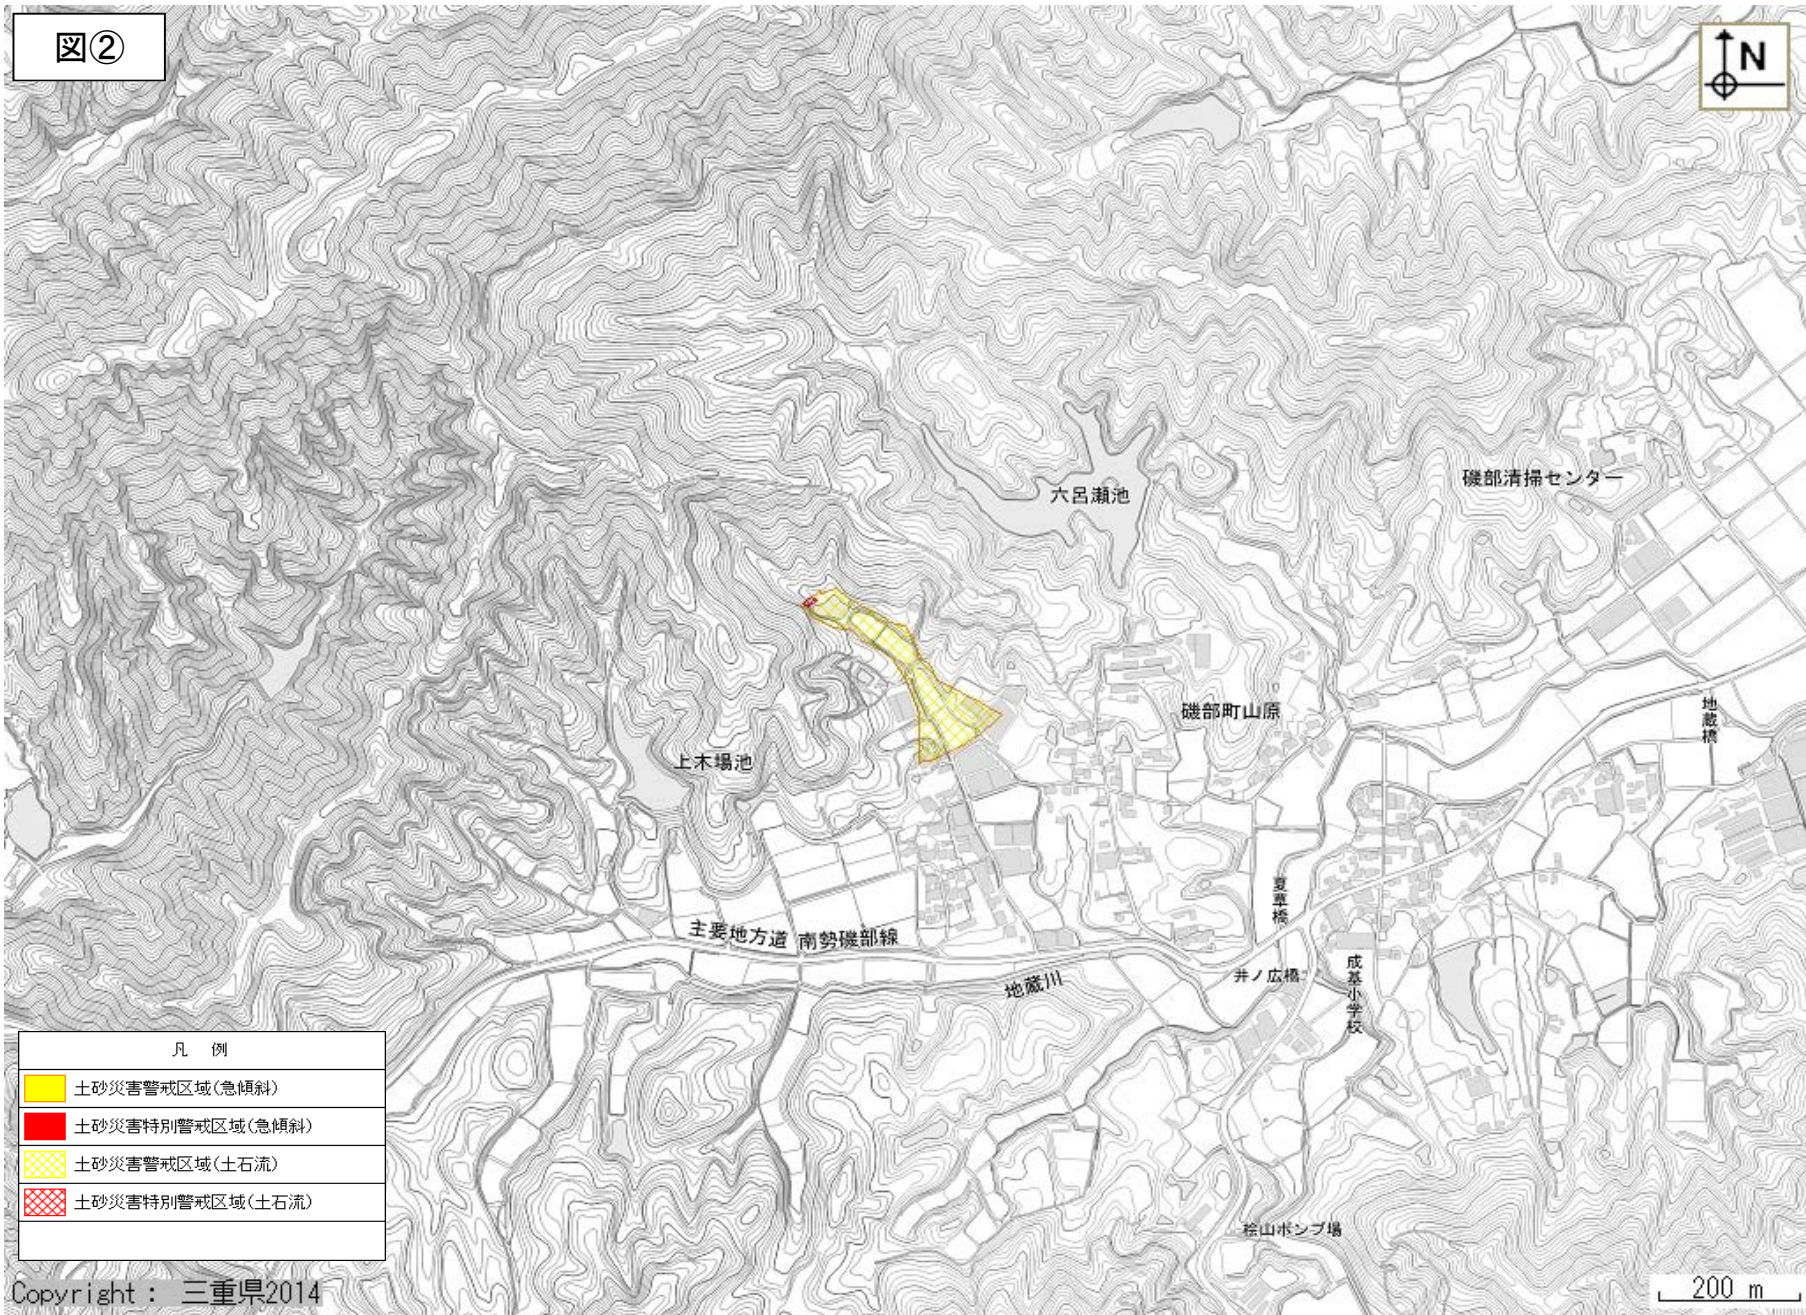 図②
N
磯部清掃センター
六呂瀬池
磯部町山原
地蔵橋
上木場池
夏草橋
主要地方道 南勢磯部線
井ノ広橋
成基小学校
地蔵川
凡 例
土砂災害警戒区域(急傾斜)
土砂災害特別警戒区域(急傾斜)
土砂災害警戒区域(土石流)
土砂災害特別警戒区域(土石流)
桧山ポンプ場
Copyright : 三重県2014
200 m